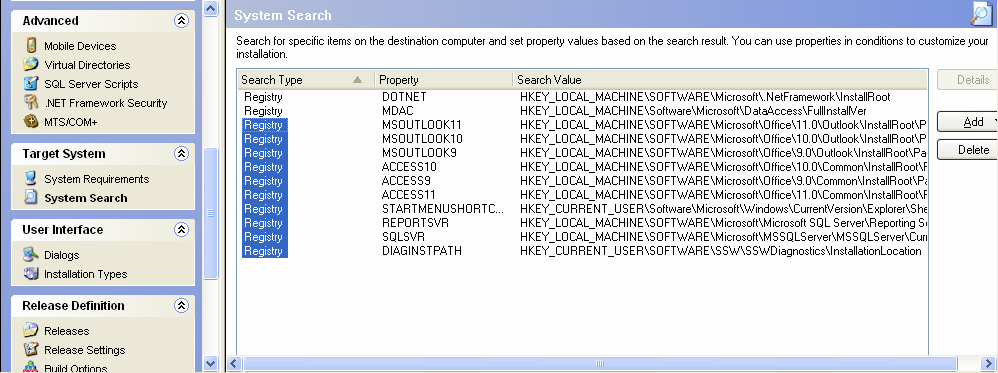 Advanced
Mobile Devices
Virtual Directories
SQL Server Scripts
.NET Framework Security
MTS/COM+
Target System
System Requirements
System Search
User Interface
Dialogs
Installation Types
Release Definition
Releases
Release Settings
Build Options
System Search
Search for specific items on the destination computer and set property values based on the search result. You can use properties in conditions to customize your
installation.
Search Type Property Search Value
Registry DOTNET HKEY_LOCAL_MACHINE\SOFTWARE\Microsoft\.NetFramework\InstallRoot
Registry MDAC HKEY_LOCAL_MACHINE\Software\Microsoft\DataAccess\FullInstallVer
Registry MSOUTLOOK11 HKEY_LOCAL_MACHINE\SOFTWARE\Microsoft\Office\11.0\Outlook\InstallRoot\Pa
Registry MSOUTLOOK10 HKEY_LOCAL_MACHINE\SOFTWARE\Microsoft\Office\10.0\Outlook\InstallRoot\Pa
Registry MSOUTLOOK9 HKEY_LOCAL_MACHINE\SOFTWARE\Microsoft\Office\9.0\Outlook\InstallRoot\Pat
Registry ACCESS10 HKEY_LOCAL_MACHINE\SOFTWARE\Microsoft\Office\10.0\Common\InstallRoot\F
Registry ACCESS9 HKEY_LOCAL_MACHINE\SOFTWARE\Microsoft\Office\9.0\Common\InstallRoot\Pa
Registry ACCESS11 HKEY_LOCAL_MACHINE\SOFTWARE\Microsoft\Office\11.0\Common\InstallRoot\F
Registry STARTMENUSHORTC... HKEY_CURRENT_USER\Software\Microsoft\Windows\CurrentVersion\Explorer\She
Registry REPORTSVR HKEY_LOCAL_MACHINE\SOFTWARE\Microsoft\Microsoft SQL Server\Reporting S
Registry SQLSVR HKEY_LOCAL_MACHINE\SOFTWARE\Microsoft\MSSQLServer\MSSQLServer\Curr
Registry DIAGINSTPATH HKEY_CURRENT_USER\SOFTWARE\SSW\SSWDiagnostics\InstallationLocation
Details
Add
Delete